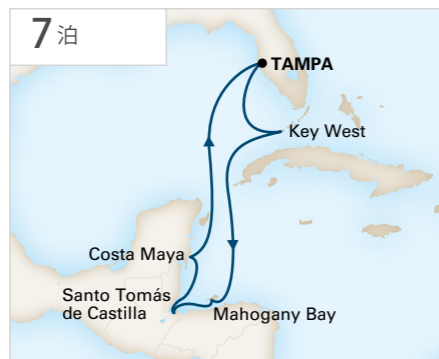 7 泊
TAMPA
Key West
Costa Maya
Santo Tomás
de Castilla
Mahogany Bay